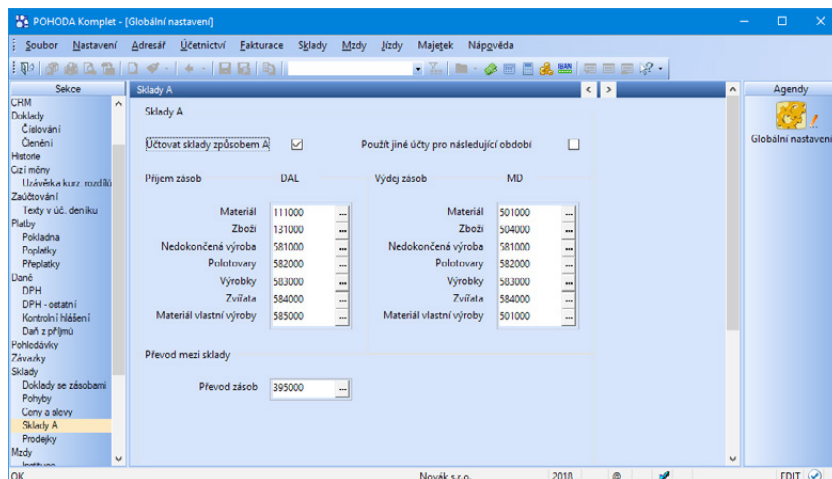 POHODA Komplet - [Globální nastavení]
Soubor Nastavení Adresář Účetnictví Fakturace Sklady Mzdy Jízdy Majetek Nápověda
IBAN
Sekce
CRM
Doklady
Číslování
Členění
Historie
Cizí měny
Uzávěrka kurz. rozdílů
Zaúčtování
Texty v úč. deníku
Platby
Pokladna
Poplatky
Přeplatky
Daně
DPH
DPH - ostatní
Kontrolní hlášení
Daň z příjmů
Pohledávky
Závazky
Sklady
Doklady se zásobami
Pohyby
Ceny a slevy
Sklady A
Prodejky
Mzdy
Sklady A
Sklady A
Účtovat sklady způsobem A Použít jiné účty pro následující období
Příjem zásob DAL Výdej zásob MD
Materiál 111000 ... Materiál 501000 ...
Zboží 131000 ... Zboží 504000 ...
Nedokončená výroba 581000 ... Nedokončená výroba 581000 ...
Polotovary 582000 ... Polotovary 582000 ...
Výrobky 583000 ... Výrobky 583000 ...
Zvířata 584000 ... Zvířata 584000 ...
Materiál vlastní výroby 585000 ... Materiál vlastní výroby 501000 ...
Převod mezi sklady
Převod zásob 395000 ...
Agendy
Globální nastavení
OK Novák s.r.o. 2018 @ EDIT